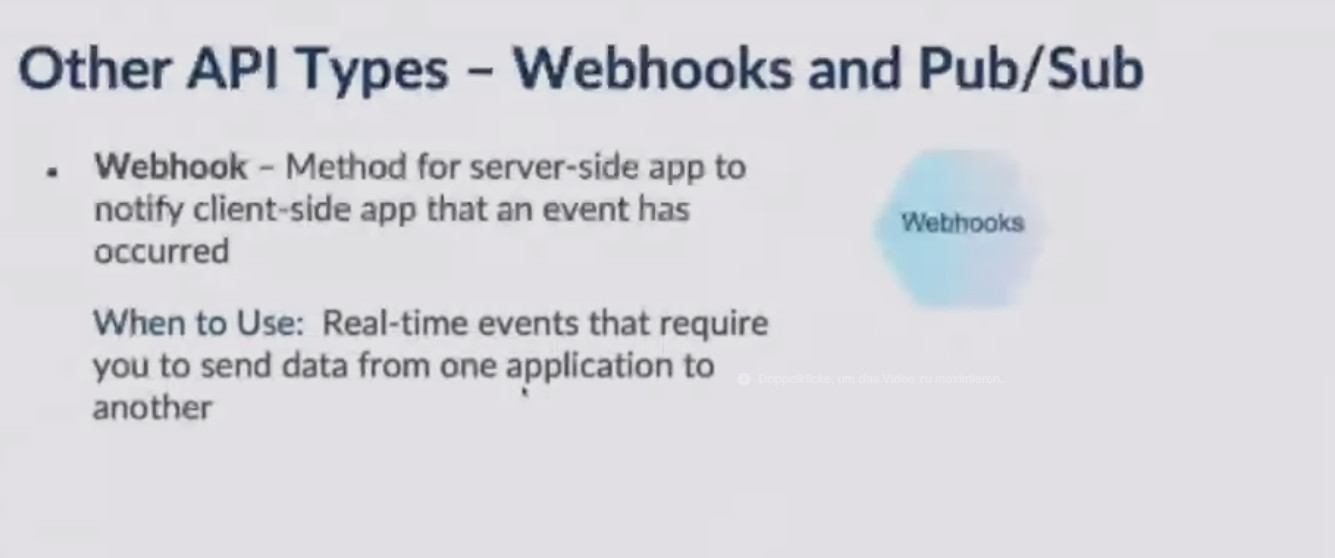 Other API Types – Webhooks and Pub/Sub
Webhook – Method for server-side app to
notify client-side app that an event has
occurred
Webhooks
When to Use: Real-time events that require
you to send data from one application to
another
Doppelklicke, um das Video zu maximieren.